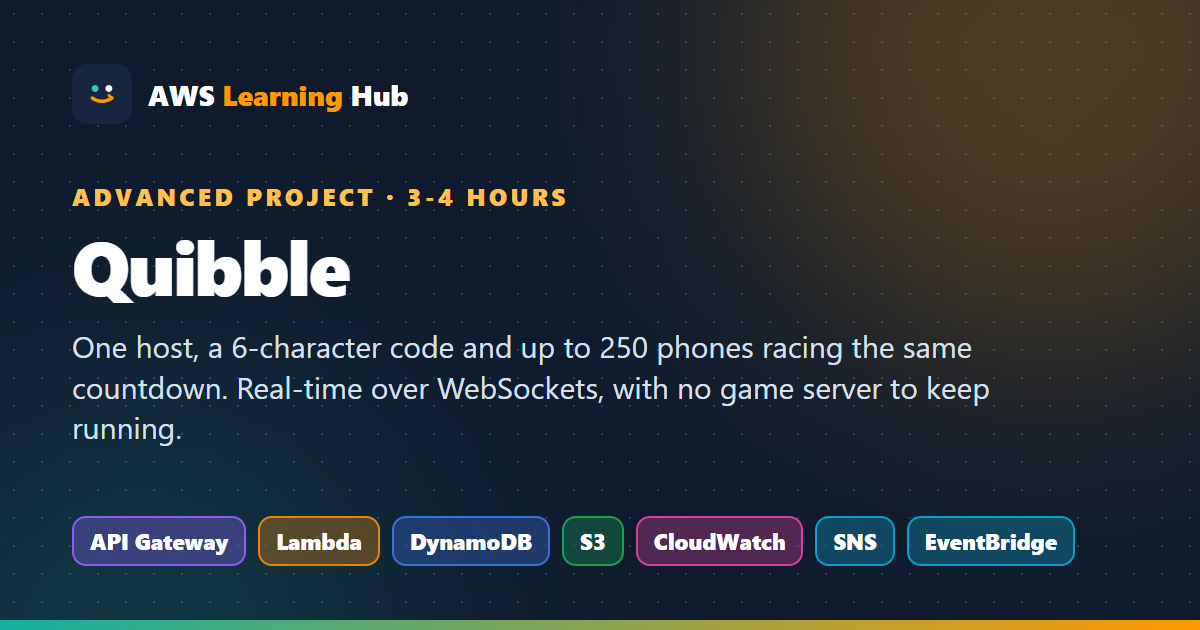 AWS Learning Hub
ADVANCED PROJECT • 3-4 HOURS
Quibble
One host, a 6-character code and up to 250 phones racing the same
countdown. Real-time over WebSockets, with no game server to keep
running.
API Gateway Lambda DynamoDB S3 CloudWatch SNS EventBridge